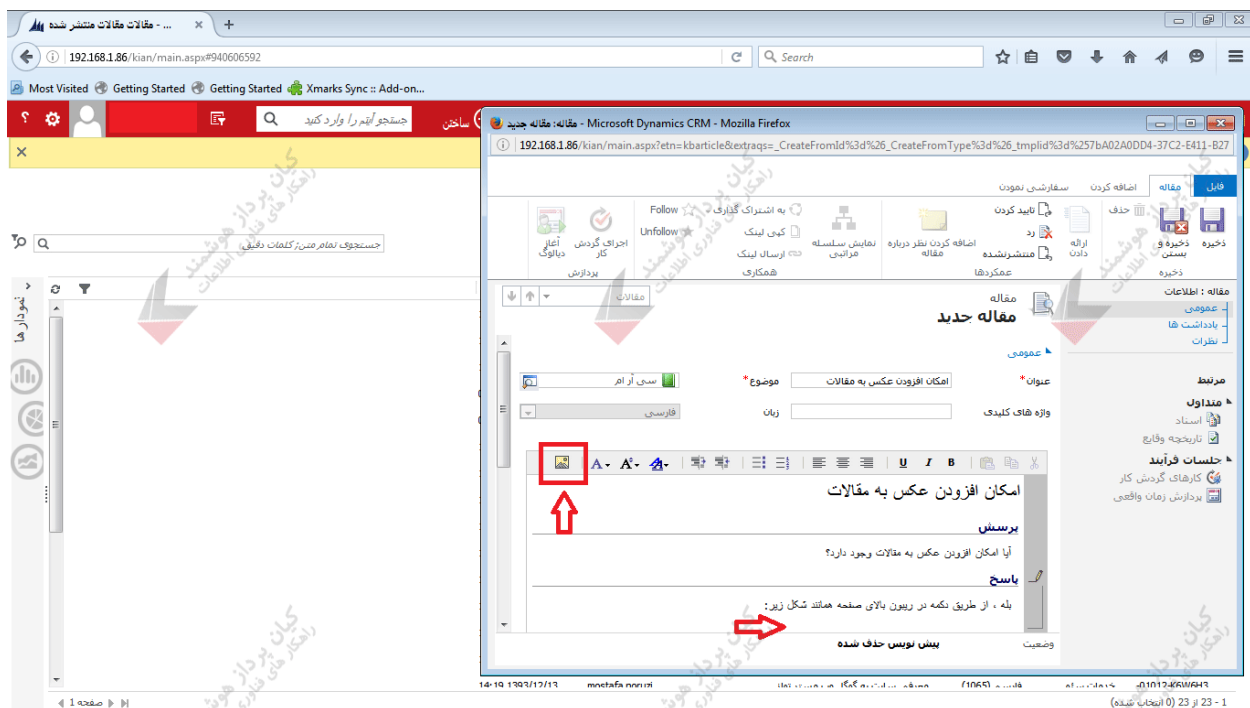 ... - مقالات مقالات منتشر شده
192.168.1.86/kian/main.aspx#940606592
Search
Most Visited
Getting Started
Getting Started
Xmarks Sync :: Add-on...
جستجو آیتم را وارد کنید
ساختن
مقاله: مقاله جدید - Microsoft Dynamics CRM - Mozilla Firefox
192.168.1.86/kian/main.aspx?etn=kbarticle&extraqs=_CreateFromId%3d%26_CreateFromType%3d%26_tmplid%3d%257bA02A0DD4-37C2-E411-B27
فایل
مقاله
اضافه کردن
سفارشی نمودن
ذخیره
ذخیره و بستن
حذف
ارائه دادن
تایید کردن
رد
منتشرنشده
اضافه کردن نظر درباره مقاله
نمایش سلسله مراتبی
به اشتراک گذاری
کپی لینک
ارسال لینک
Follow
Unfollow
اجرای گردش کار
آغاز دیالوگ
ذخیره
عمکردها
همکاری
پردازش
جستجوی تمام متن; کلمات دقیق
نمودار ها
مقاله : اطلاعات
عمومی
یادداشت ها
نظرات
مرتبط
متداول
اسناد
تاریخچه وقایع
جلسات فرآیند
کارهای گردش کار
پردازش زمان واقعی
مقاله
مقاله جدید
مقالات
عمومی
عنوان*
امکان افزودن عکس به مقالات
موضوع*
سی آر ام
واژه های کلیدی
زبان
فارسی
A A A U I B
امکان افزودن عکس به مقالات
پرسش
آیا امکان افزودن عکس به مقالات وجود دارد؟
پاسخ
بله ، از طریق دکمه در ریبون بالای صفحه همانند شکل زیر:
وضعیت
پیش نویس حذف شده
14:19 1393/12/13
mostafa noruzi
فارسی (1065)
1 - 23 از 23 (0 انتخاب شده)
صفحه 1
کیان پرداز هوشمند
راهکار های فناوری اطلاعات